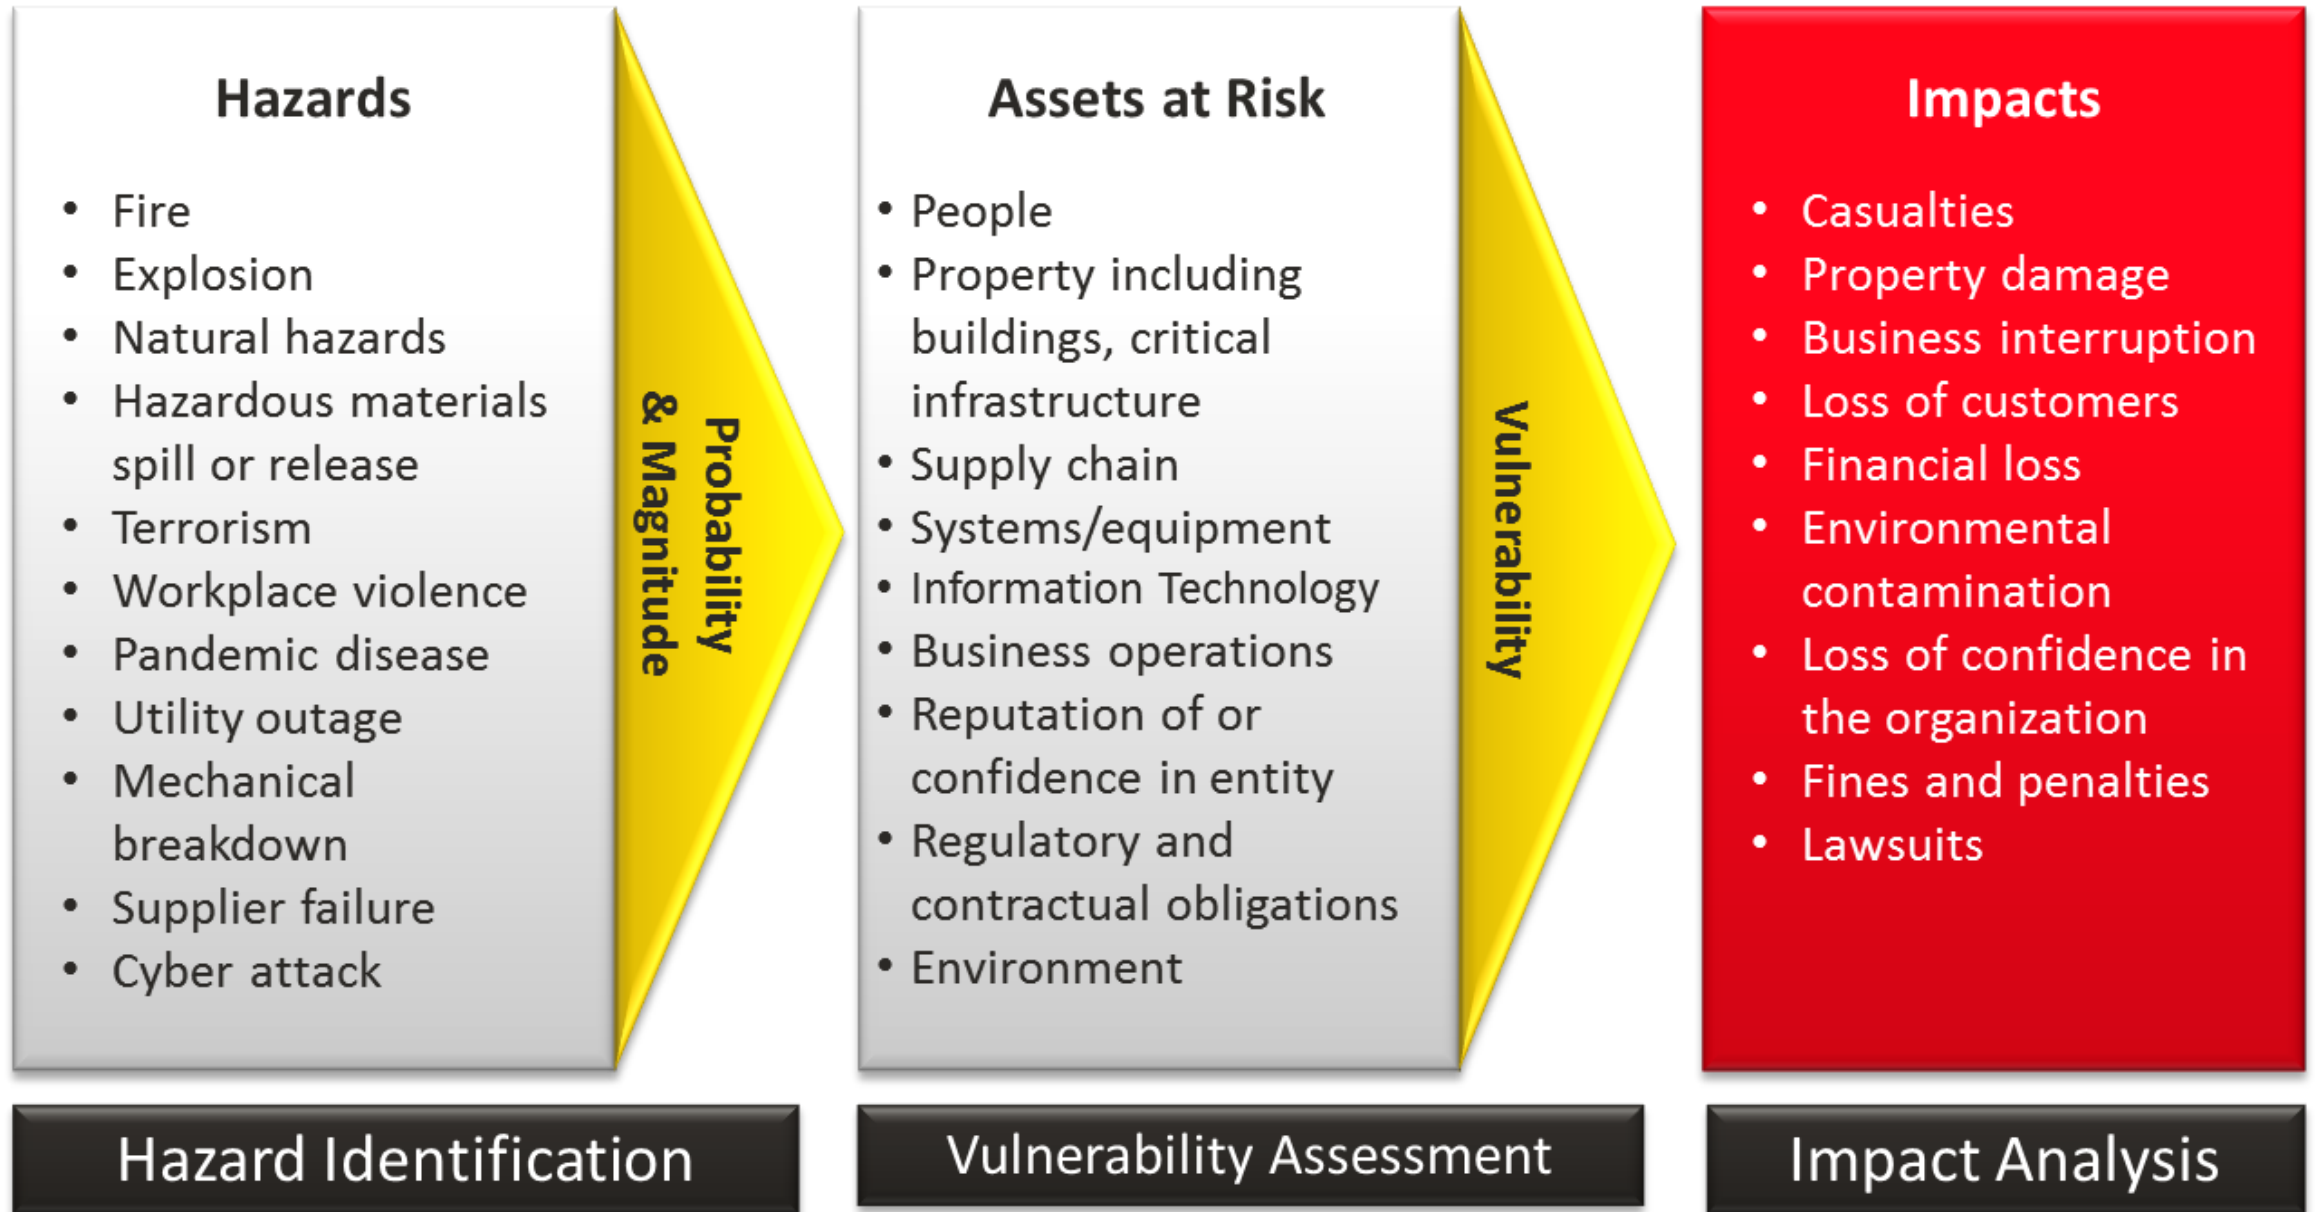 Hazards
• Fire
• Explosion
• Natural hazards
• Hazardous materials
spill or release
• Terrorism
• Workplace violence
• Pandemic disease
• Utility outage
• Mechanical
breakdown
• Supplier failure
• Cyber attack
Probability
& Magnitude
Assets at Risk
• People
• Property including
buildings, critical
infrastructure
• Supply chain
• Systems/equipment
• Information Technology
• Business operations
• Reputation of or
confidence in entity
• Regulatory and
contractual obligations
• Environment
Vulnerability
Impacts
• Casualties
• Property damage
• Business interruption
• Loss of customers
• Financial loss
• Environmental
contamination
• Loss of confidence in
the organization
• Fines and penalties
• Lawsuits
Hazard Identification
Vulnerability Assessment
Impact Analysis